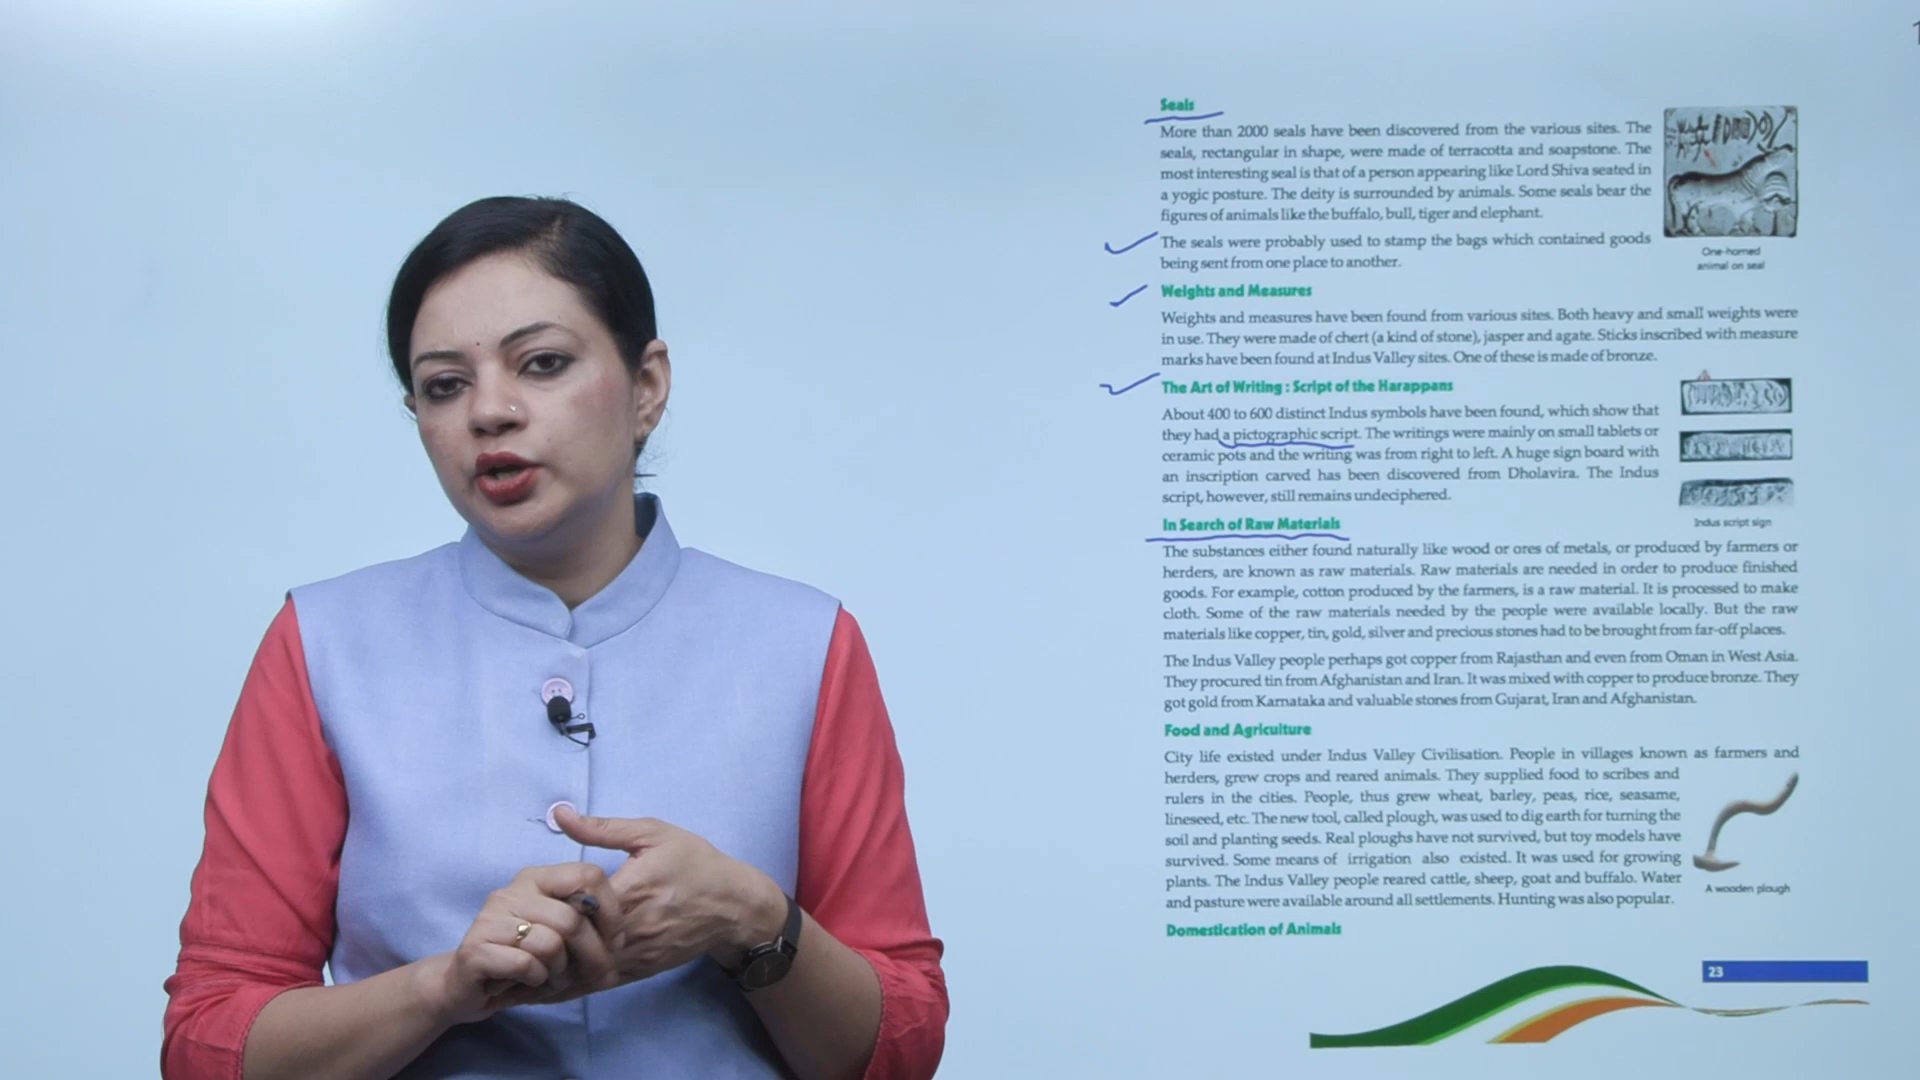 Seals
More than 2000 seals have been discovered from the various sites. The
seals, rectangular in shape, were made of terracotta and soapstone. The
most interesting seal is that of a person appearing like Lord Shiva seated in
a yogic posture. The deity is surrounded by animals. Some seals bear the
figures of animals like the buffalo, bull, tiger and elephant.
The seals were probably used to stamp the bags which contained goods
being sent from one place to another.
One-horned
animal on seal
Weights and Measures
Weights and measures have been found from various sites. Both heavy and small weights were
in use. They were made of chert (a kind of stone), jasper and agate. Sticks inscribed with measure
marks have been found at Indus Valley sites. One of these is made of bronze.
The Art of Writing : Script of the Harappans
About 400 to 600 distinct Indus symbols have been found, which show that
they had a pictographic script. The writings were mainly on small tablets or
ceramic pots and the writing was from right to left. A huge sign board with
an inscription carved has been discovered from Dholavira. The Indus
script, however, still remains undeciphered.
Indus script sign
In Search of Raw Materials
The substances either found naturally like wood or ores of metals, or produced by farmers or
herders, are known as raw materials. Raw materials are needed in order to produce finished
goods. For example, cotton produced by the farmers, is a raw material. It is processed to make
cloth. Some of the raw materials needed by the people were available locally. But the raw
materials like copper, tin, gold, silver and precious stones had to be brought from far-off places.
The Indus Valley people perhaps got copper from Rajasthan and even from Oman in West Asia.
They procured tin from Afghanistan and Iran. It was mixed with copper to produce bronze. They
got gold from Karnataka and valuable stones from Gujarat, Iran and Afghanistan.
Food and Agriculture
City life existed under Indus Valley Civilisation. People in villages known as farmers and
herders, grew crops and reared animals. They supplied food to scribes and
rulers in the cities. People, thus grew wheat, barley, peas, rice, seasame,
lineseed, etc. The new tool, called plough, was used to dig earth for turning the
soil and planting seeds. Real ploughs have not survived, but toy models have
survived. Some means of irrigation also existed. It was used for growing
plants. The Indus Valley people reared cattle, sheep, goat and buffalo. Water
and pasture were available around all settlements. Hunting was also popular.
A wooden plough
Domestication of Animals
23